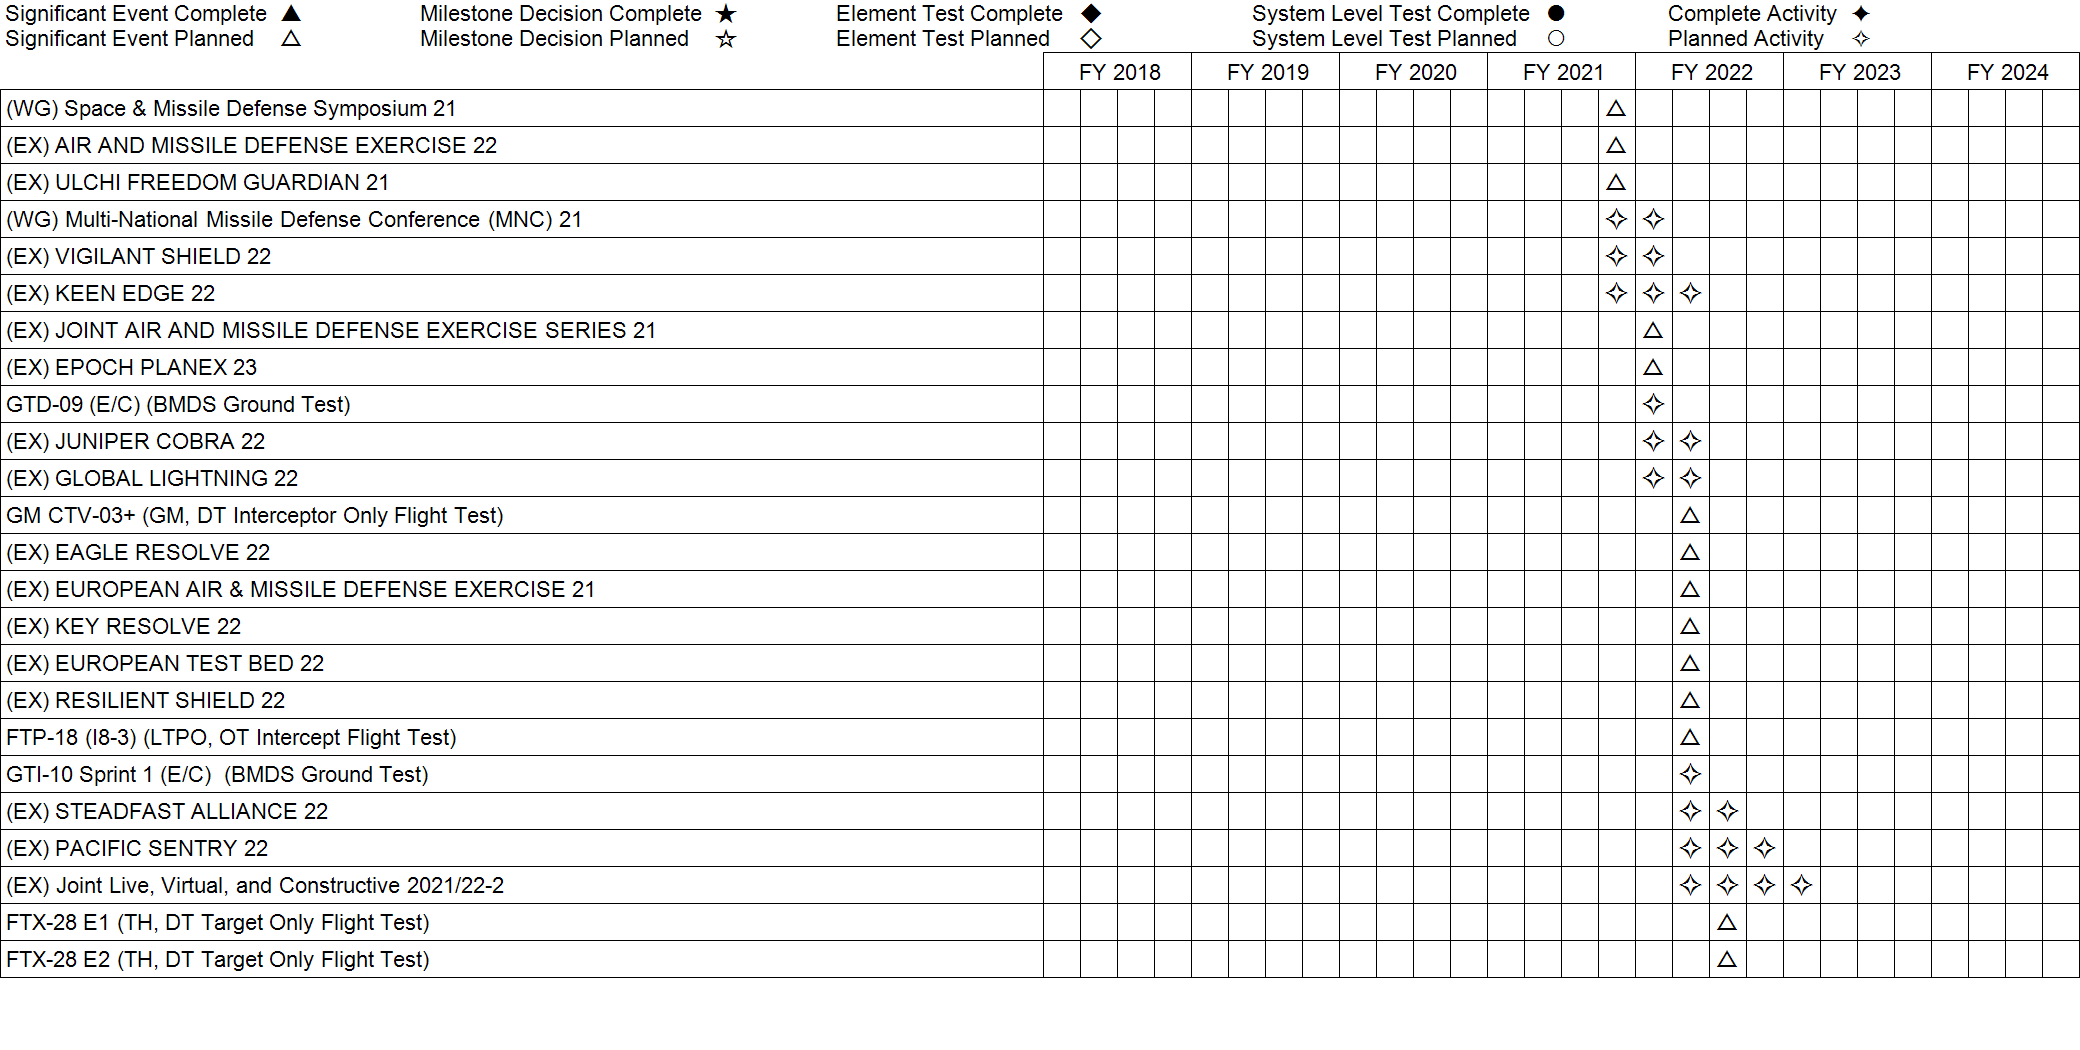 Significant Event Complete ▲ Milestone Decision Complete ★ Element Test Complete ◆ System Level Test Complete ● Complete Activity ✦
Significant Event Planned △ Milestone Decision Planned ☆ Element Test Planned ◇ System Level Test Planned ○ Planned Activity ✧
FY 2018 FY 2019 FY 2020 FY 2021 FY 2022 FY 2023 FY 2024
(WG) Space & Missile Defense Symposium 21 △
(EX) AIR AND MISSILE DEFENSE EXERCISE 22 △
(EX) ULCHI FREEDOM GUARDIAN 21 △
(WG) Multi-National Missile Defense Conference (MNC) 21 ✧ ✧
(EX) VIGILANT SHIELD 22 ✧ ✧
(EX) KEEN EDGE 22 ✧ ✧ ✧
(EX) JOINT AIR AND MISSILE DEFENSE EXERCISE SERIES 21 △
(EX) EPOCH PLANEX 23 △
GTD-09 (E/C) (BMDS Ground Test) ✧
(EX) JUNIPER COBRA 22 ✧ ✧
(EX) GLOBAL LIGHTNING 22 ✧ ✧
GM CTV-03+ (GM, DT Interceptor Only Flight Test) △
(EX) EAGLE RESOLVE 22 △
(EX) EUROPEAN AIR & MISSILE DEFENSE EXERCISE 21 △
(EX) KEY RESOLVE 22 △
(EX) EUROPEAN TEST BED 22 △
(EX) RESILIENT SHIELD 22 △
FTP-18 (I8-3) (LTPO, OT Intercept Flight Test) △
GTI-10 Sprint 1 (E/C) (BMDS Ground Test) ✧
(EX) STEADFAST ALLIANCE 22 ✧ ✧
(EX) PACIFIC SENTRY 22 ✧ ✧ ✧
(EX) Joint Live, Virtual, and Constructive 2021/22-2 ✧ ✧ ✧ ✧
FTX-28 E1 (TH, DT Target Only Flight Test) △
FTX-28 E2 (TH, DT Target Only Flight Test) △